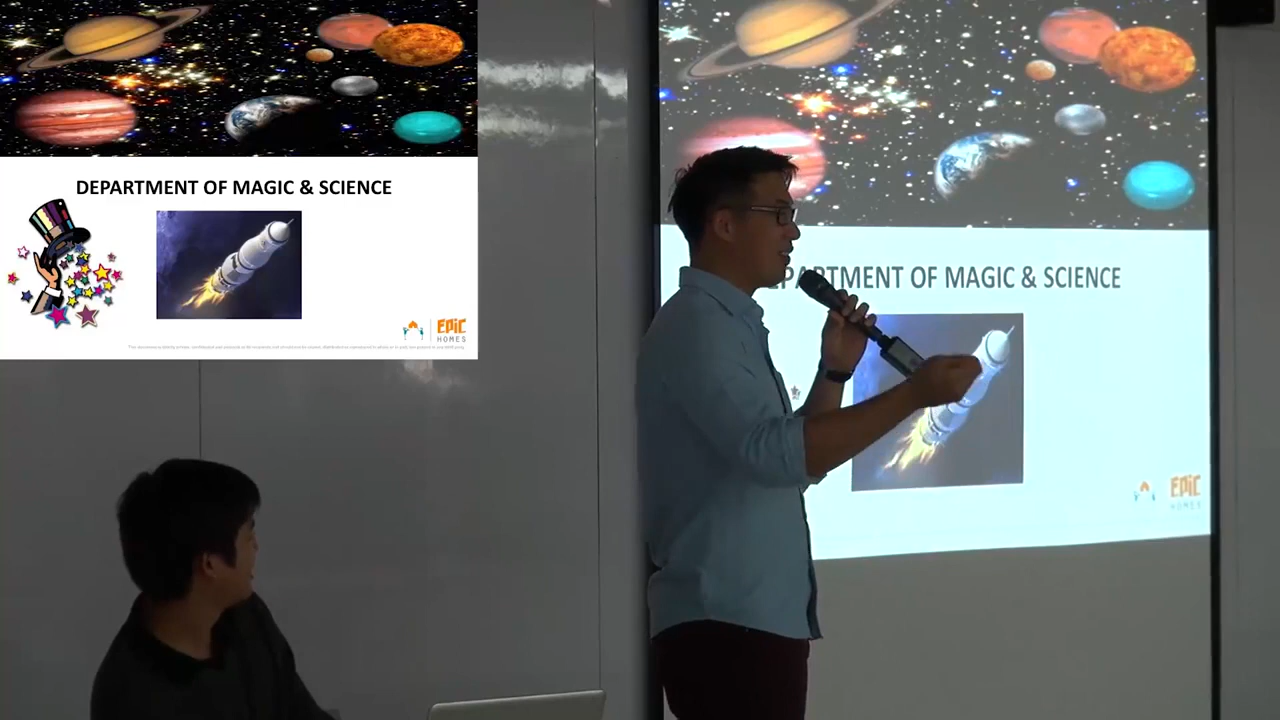 DEPARTMENT OF MAGIC & SCIENCE
EPiC
HOMES
PARTMENT OF MAGIC & SCIENCE
EPiC
HOMES